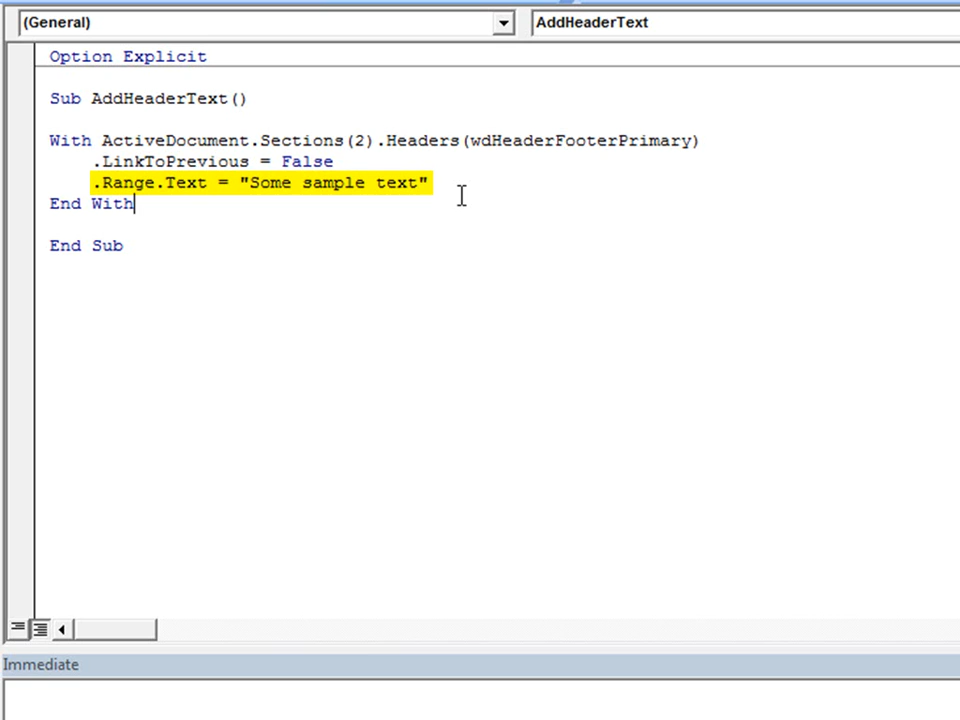 (General)
AddHeaderText
Option Explicit
Sub AddHeaderText()
With ActiveDocument.Sections(2).Headers(wdHeaderFooterPrimary)
.LinkToPrevious = False
.Range.Text = "Some sample text"
End With
End Sub
Immediate